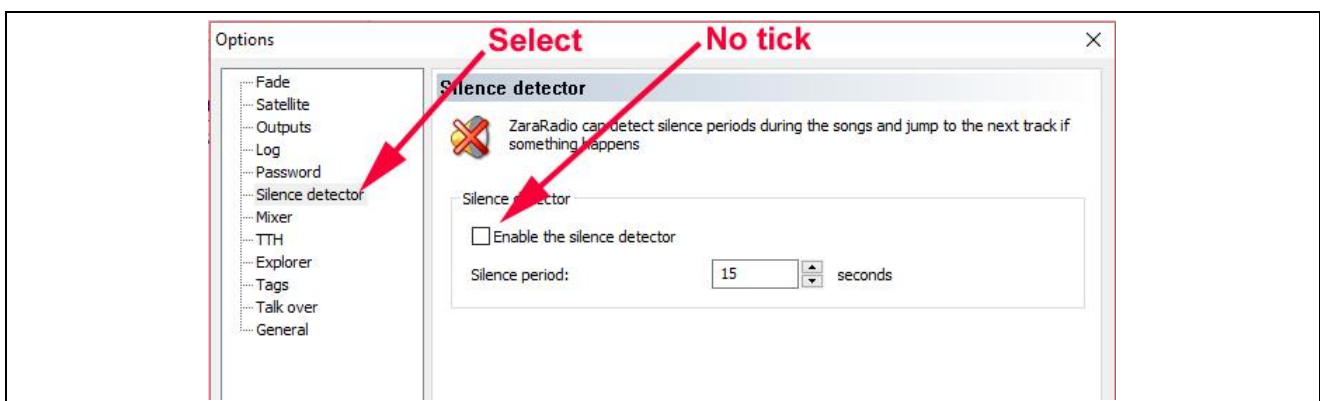 Options
Select
No tick
Fade
Satellite
Outputs
Log
Password
Silence detector
Mixer
TTH
Explorer
Tags
Talk over
General
Silence detector
ZaraRadio can detect silence periods during the songs and jump to the next track if
something happens
Silence detector
Enable the silence detector
Silence period: 15 seconds